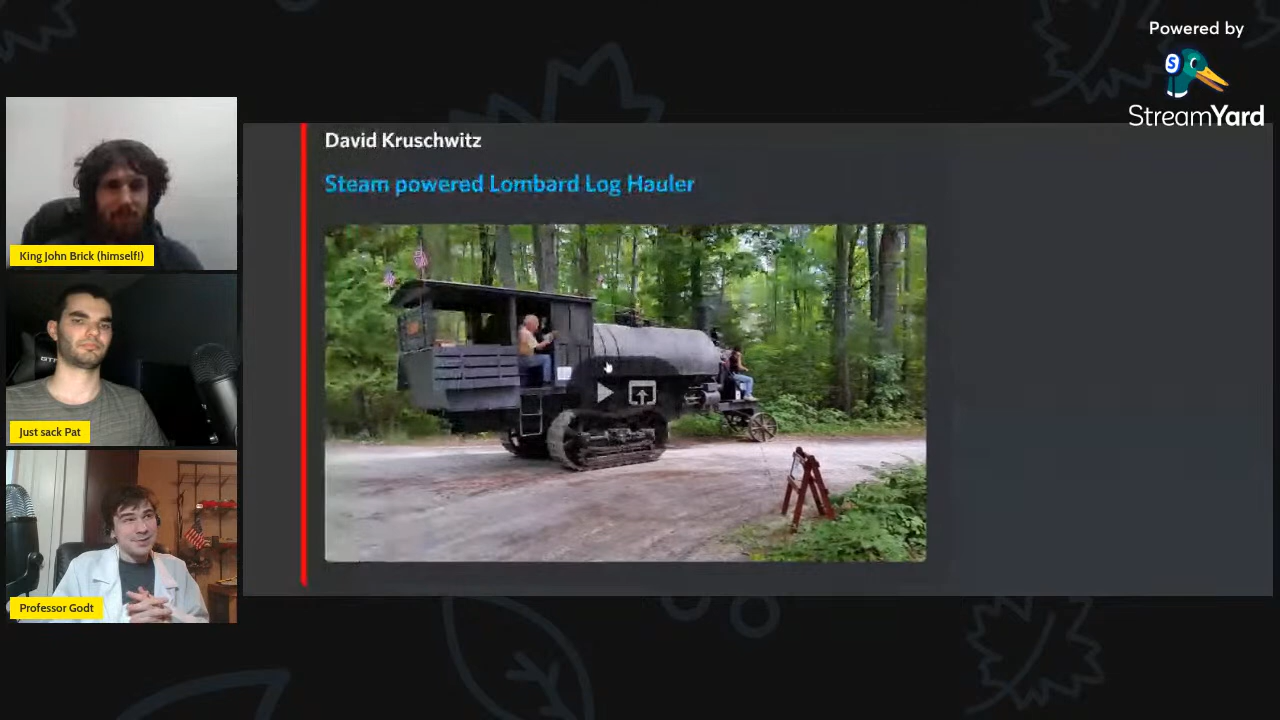 Powered by
S
StreamYard
David Kruschwitz
Steam powered Lombard Log Hauler
King John Brick (himself!)
Just sack Pat
Professor Godt